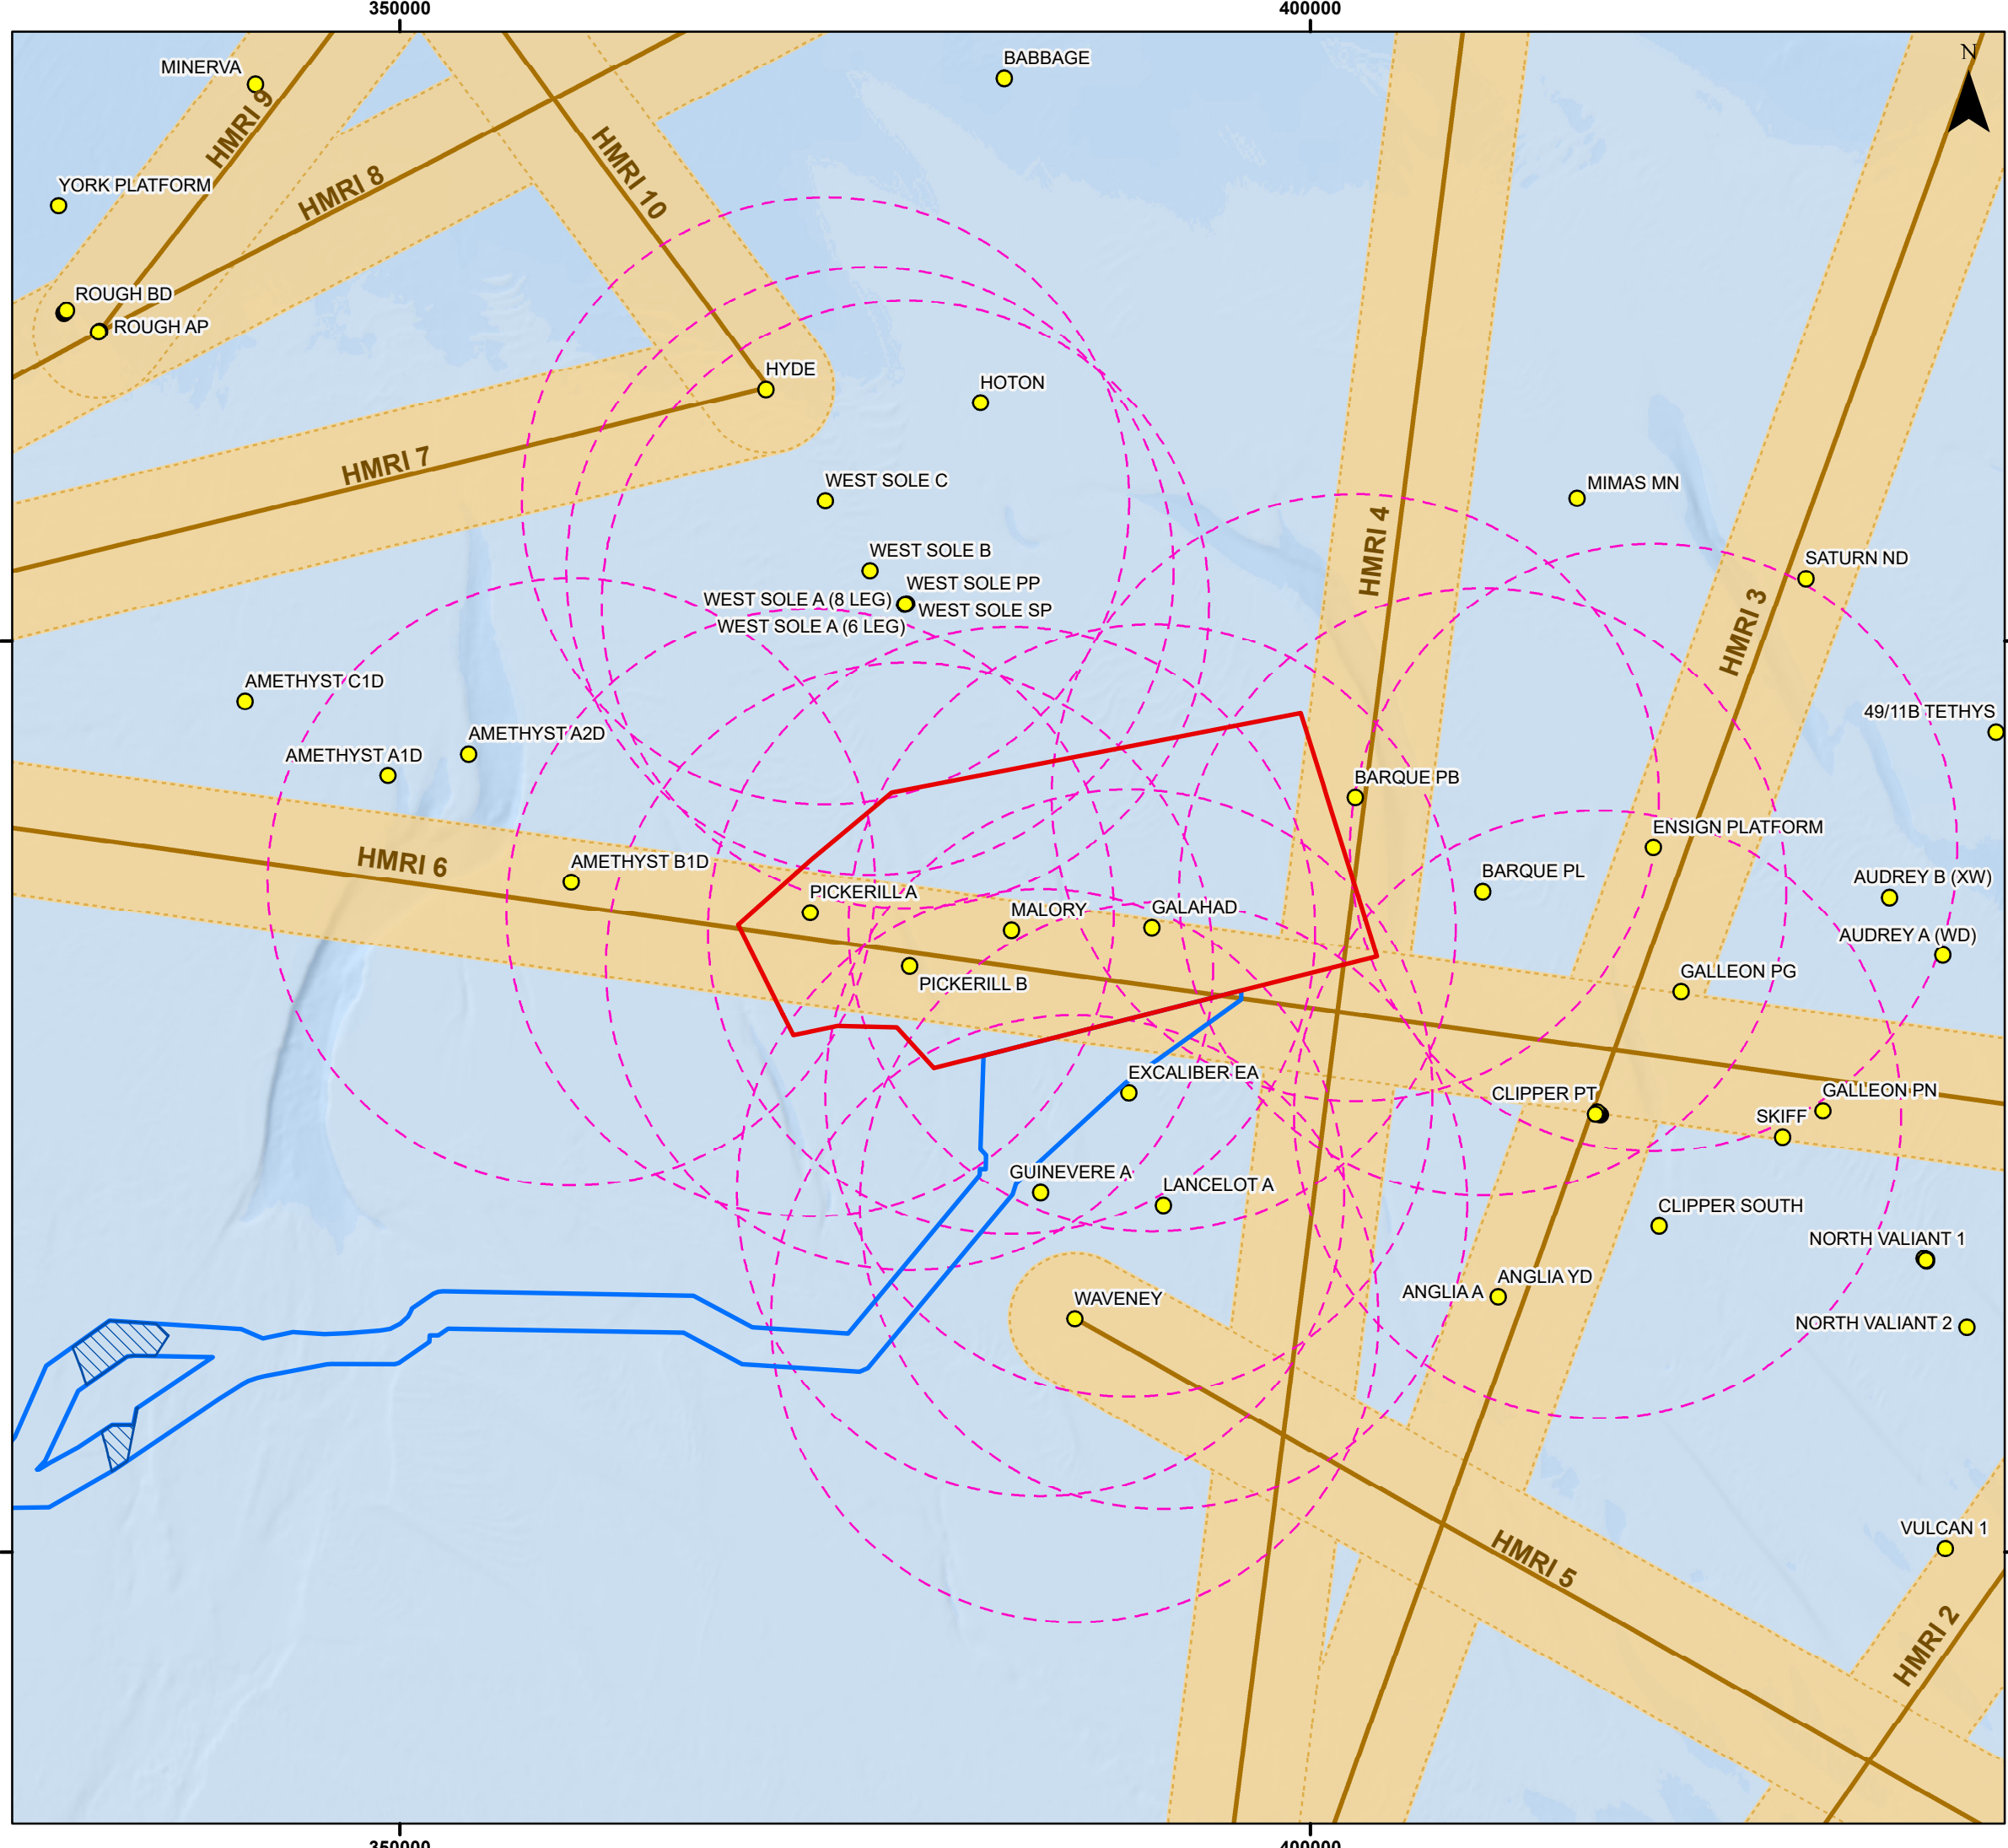 350000
400000
N
MINERVA
BABBAGE
HMRI 9
HMRI 10
YORK PLATFORM
HMRI 8
ROUGH BD
ROUGH AP
HYDE
HOTON
HMRI 7
WEST SOLE C
MIMAS MN
HMRI 4
WEST SOLE B
SATURN ND
WEST SOLE PP
WEST SOLE A (8 LEG)
WEST SOLE SP
WEST SOLE A (6 LEG)
HMRI 3
AMETHYST C1D
49/11B TETHYS
AMETHYST A2D
AMETHYST A1D
BARQUE PB
ENSIGN PLATFORM
HMRI 6
AMETHYST B1D
BARQUE PL
AUDREY B (XW)
PICKERILL A
MALORY
GALAHAD
AUDREY A (WD)
GALLEON PG
PICKERILL B
EXCALIBER EA
CLIPPER PT
GALLEON PN
SKIFF
GUINEVERE A
LANCELOT A
CLIPPER SOUTH
NORTH VALIANT 1
ANGLIA YD
ANGLIA A
WAVENEY
NORTH VALIANT 2
VULCAN 1
HMRI 5
HMRI 2
350000
400000